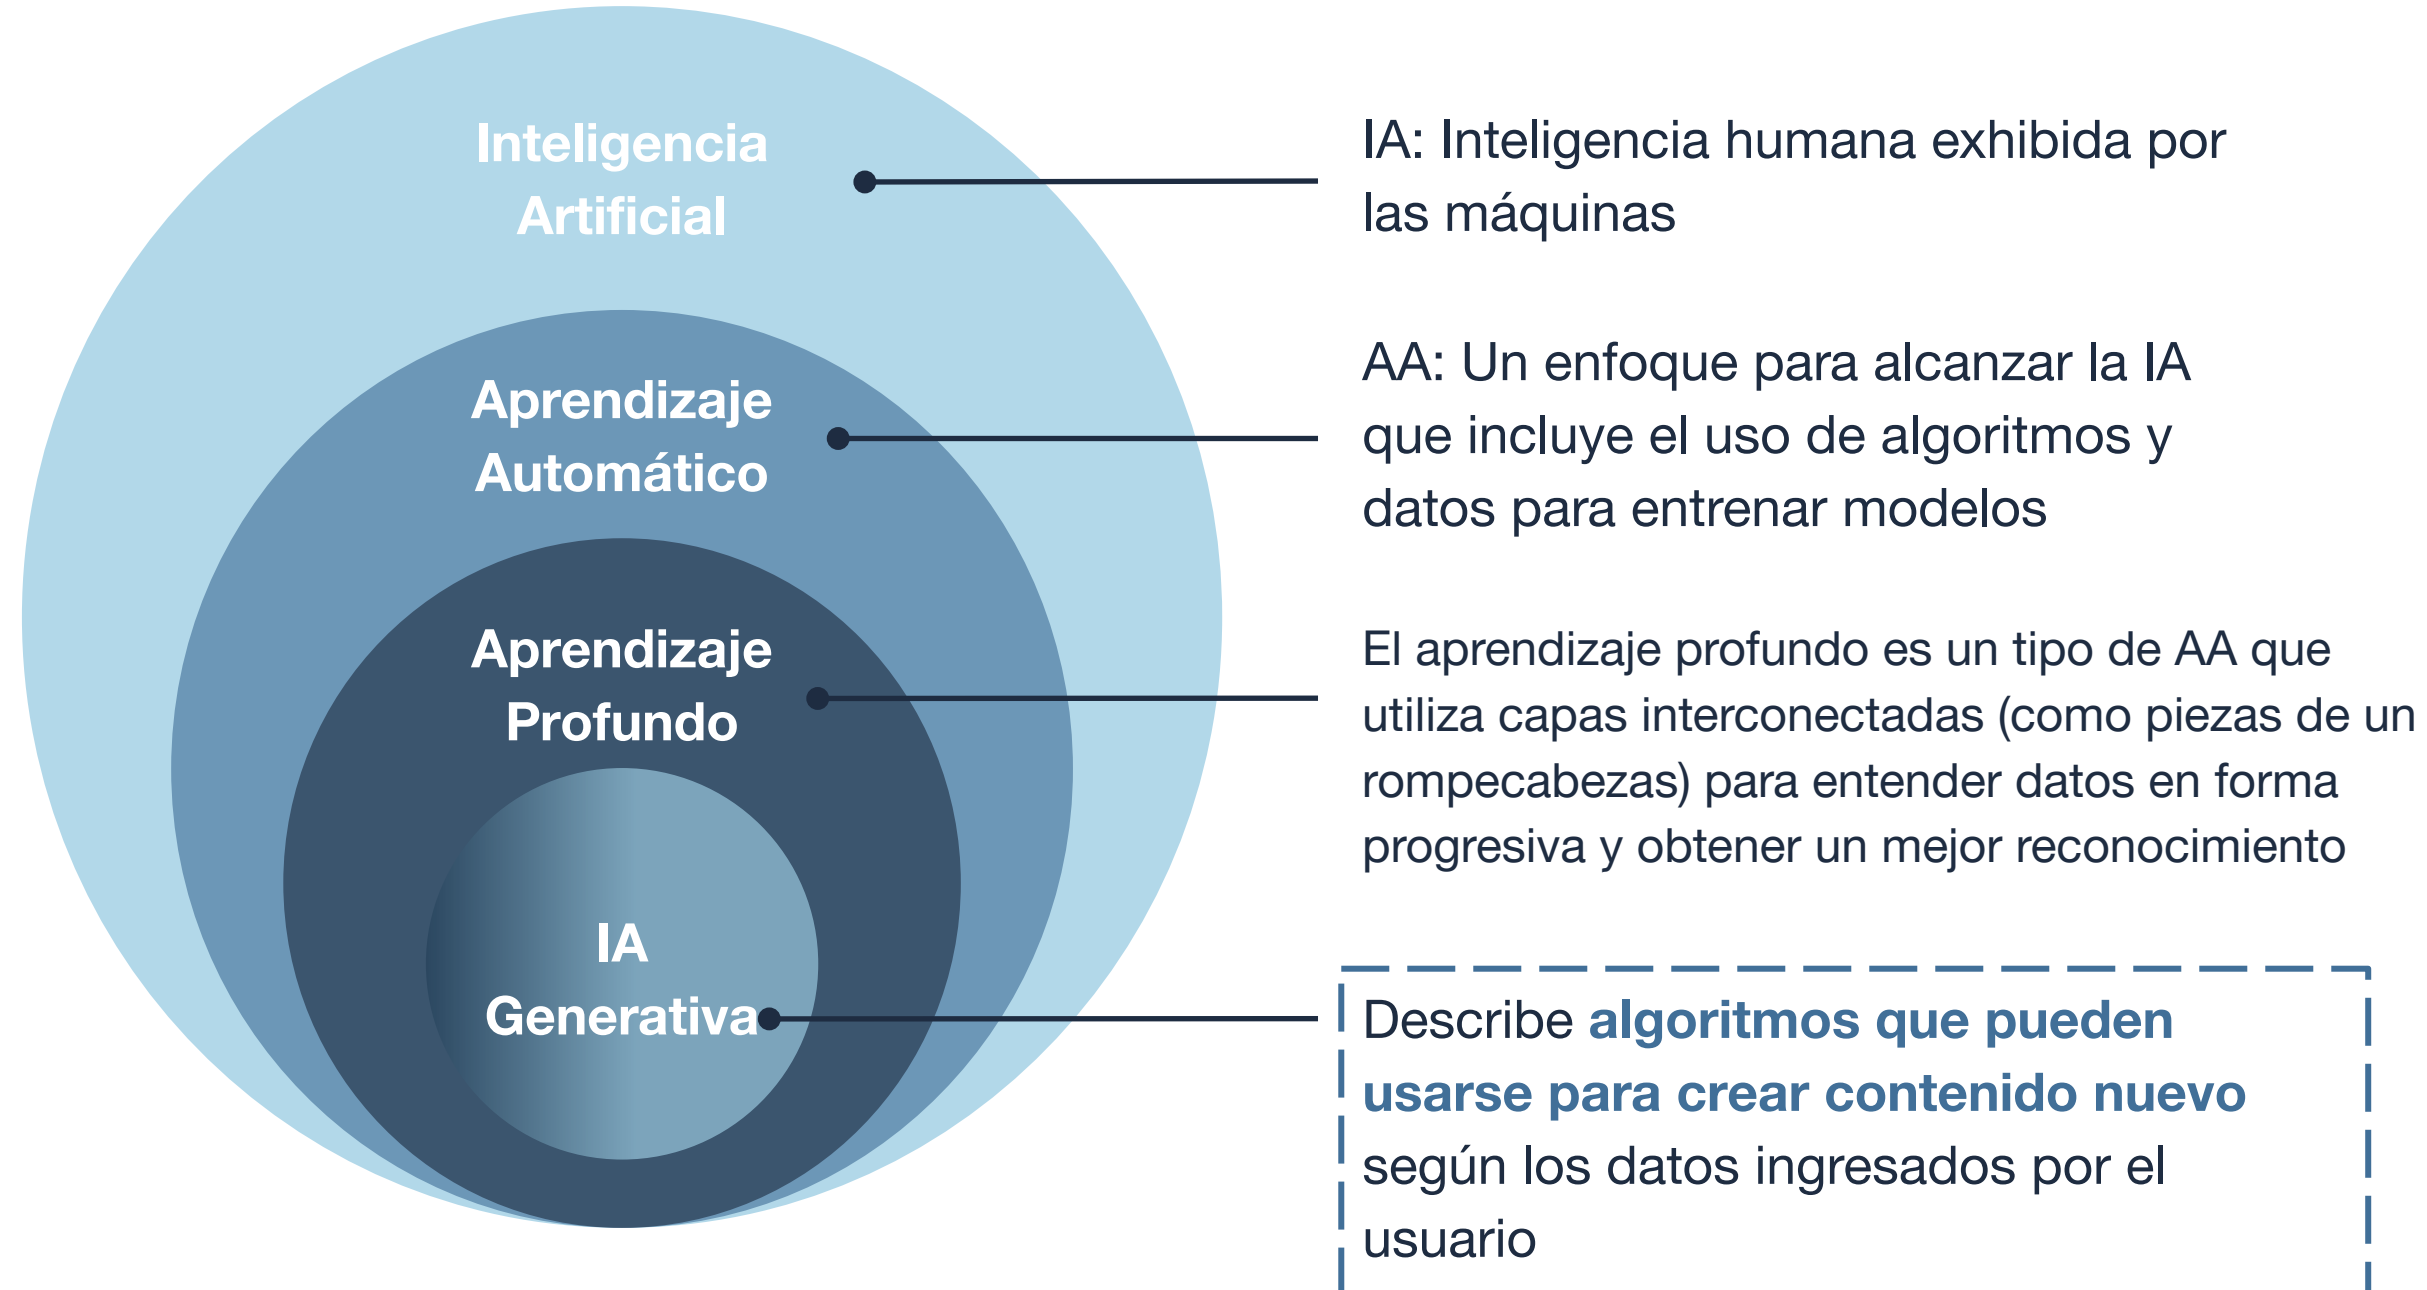 Inteligencia
Artificial
IA: Inteligencia humana exhibida por
las máquinas
Aprendizaje
Automático
AA: Un enfoque para alcanzar la IA
que incluye el uso de algoritmos y
datos para entrenar modelos
Aprendizaje
Profundo
El aprendizaje profundo es un tipo de AA que
utiliza capas interconectadas (como piezas de un
rompecabezas) para entender datos en forma
progresiva y obtener un mejor reconocimiento
IA
Generativa
Describe algoritmos que pueden
usarse para crear contenido nuevo
según los datos ingresados por el
usuario